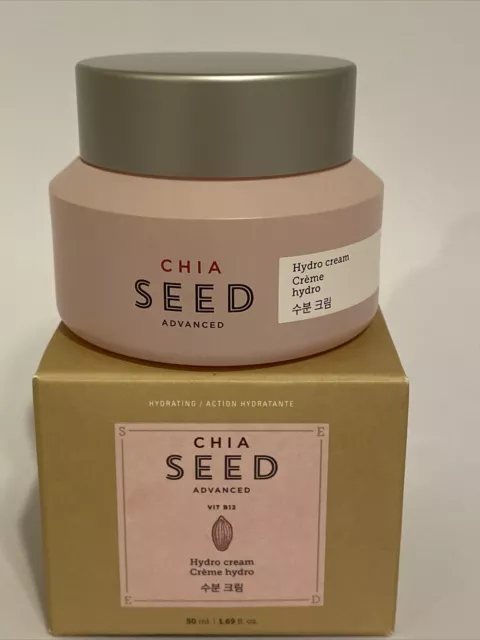 CHIA
SEED
ADVANCED
Hydro cream
Crème
hydro
수분 크림
HYDRATING / ACTION HYDRATANTE
S E
CHIA
SEED
ADVANCED
VIT B12
Hydro cream
Crème hydro
수분 크림
E D
50 ml | 1.69 fl. oz.